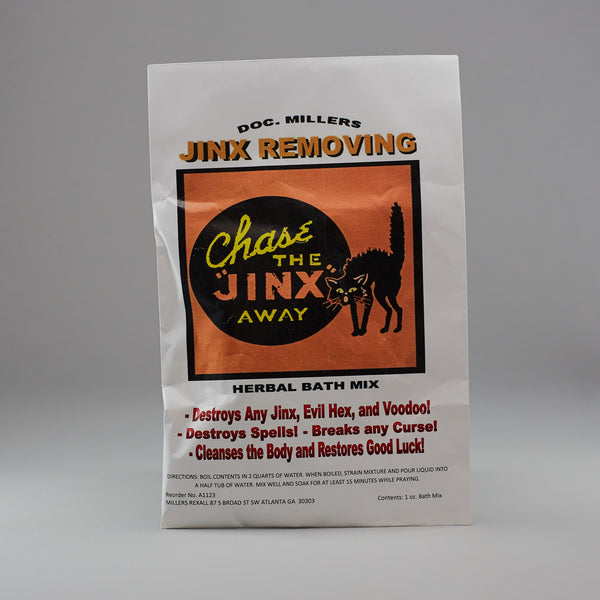 DOC. MILLERS
JINX REMOVING
Chase
THE
"JINX"
AWAY
HERBAL BATH MIX
- Destroys Any Jinx, Evil Hex, and Voodoo!
- Destroys Spells! - Breaks any Curse!
- Cleanses the Body and Restores Good Luck!
DIRECTIONS: BOIL CONTENTS IN 2 QUARTS OF WATER. WHEN BOILED, STRAIN MIXTURE AND POUR LIQUID INTO
A HALF TUB OF WATER. MIX WELL AND SOAK FOR AT LEAST 15 MINUTES WHILE PRAYING.
Reorder No. A1123
MILLERS REXALL 87 S BROAD ST SW ATLANTA GA 30303
Contents: 1 oz. Bath Mix